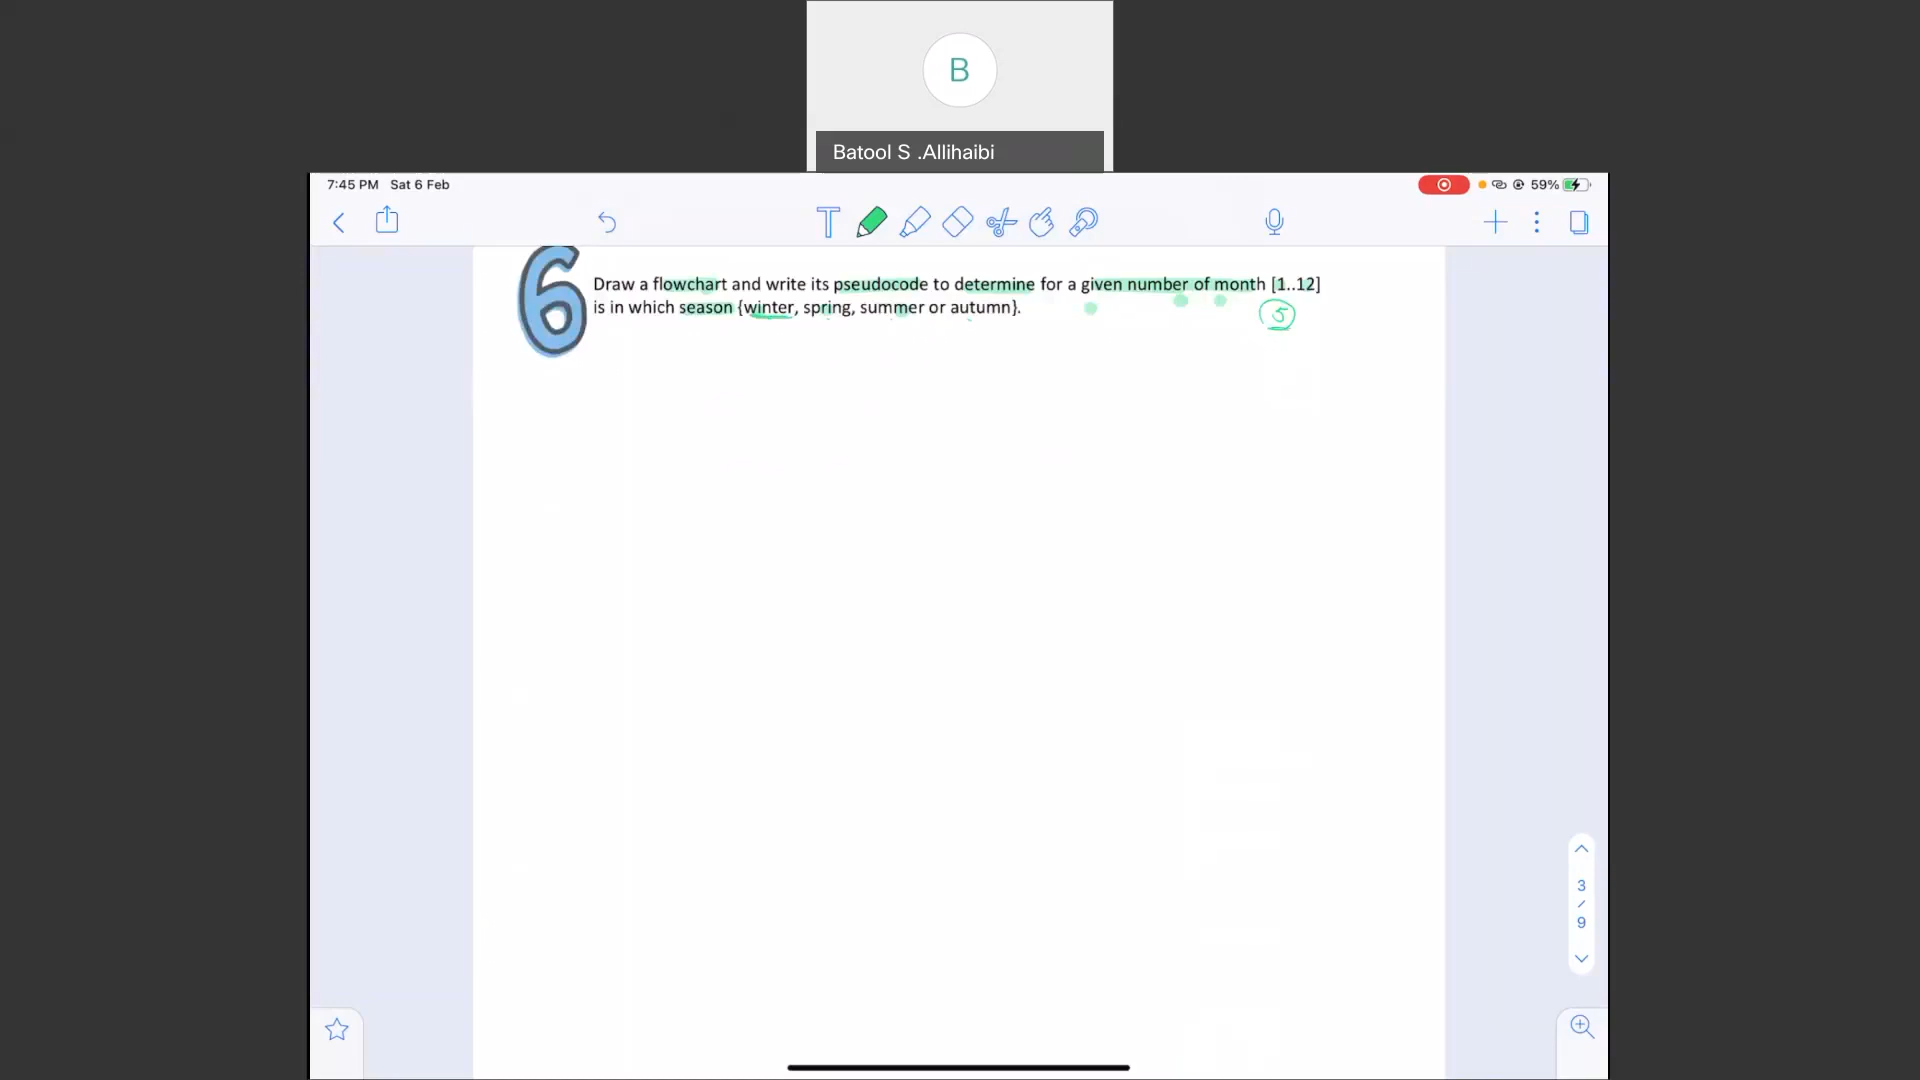 B
Batool S .Allihaibi
7:45 PM Sat 6 Feb
59%
T
6
Draw a flowchart and write its pseudocode to determine for a given number of month [1..12]
is in which season {winter, spring, summer or autumn}.
5
3
/
9